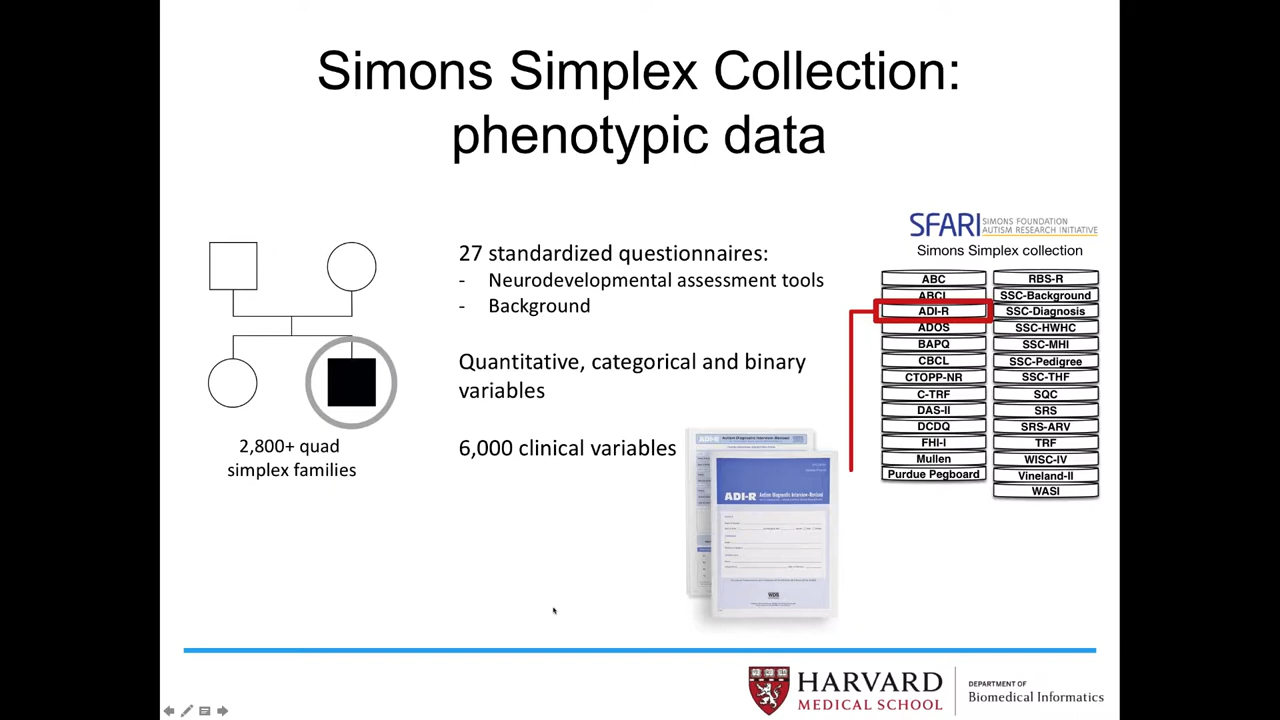 Simons Simplex Collection:
phenotypic data
2,800+ quad
simplex families
27 standardized questionnaires:
- Neurodevelopmental assessment tools
- Background
Quantitative, categorical and binary
variables
6,000 clinical variables
ADI-R
ADI-R Autism Diagnostic Interview-Revised
SFARI SIMONS FOUNDATION
AUTISM RESEARCH INITIATIVE
Simons Simplex collection
ABC
ABCL
ADI-R
ADOS
BAPQ
CBCL
CTOPP-NR
C-TRF
DAS-II
DCDQ
FHI-I
Mullen
Purdue Pegboard
RBS-R
SSC-Background
SSC-Diagnosis
SSC-HWHC
SSC-MHI
SSC-Pedigree
SSC-THF
SQC
SRS
SRS-ARV
TRF
WISC-IV
Vineland-II
WASI
HARVARD
MEDICAL SCHOOL
DEPARTMENT OF
Biomedical Informatics